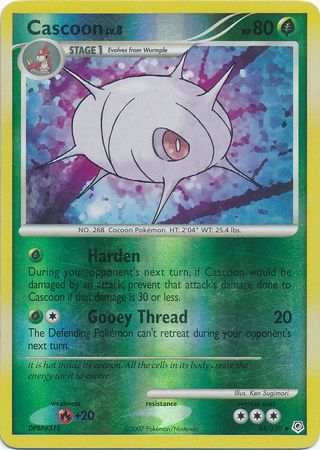 Cascoon LV.8 HP 80
STAGE 1 Evolves from Wurmple
NO. 268 Cocoon Pokémon HT: 2'04" WT: 25.4 lbs.
Harden
During your opponent's next turn, if Cascoon would be
damaged by an attack, prevent that attack's damage done
to Cascoon if that damage is 30 or less.
Gooey Thread 20
The Defending Pokémon can't retreat during your opponent's
next turn.
It is hot inside its cocoon. All the cells in its body create the
energy for it to evolve.
Illus. Ken Sugimori
weakness resistance retreat cost
+20
DPBP#318 ©2007 Pokémon/Nintendo 44/130